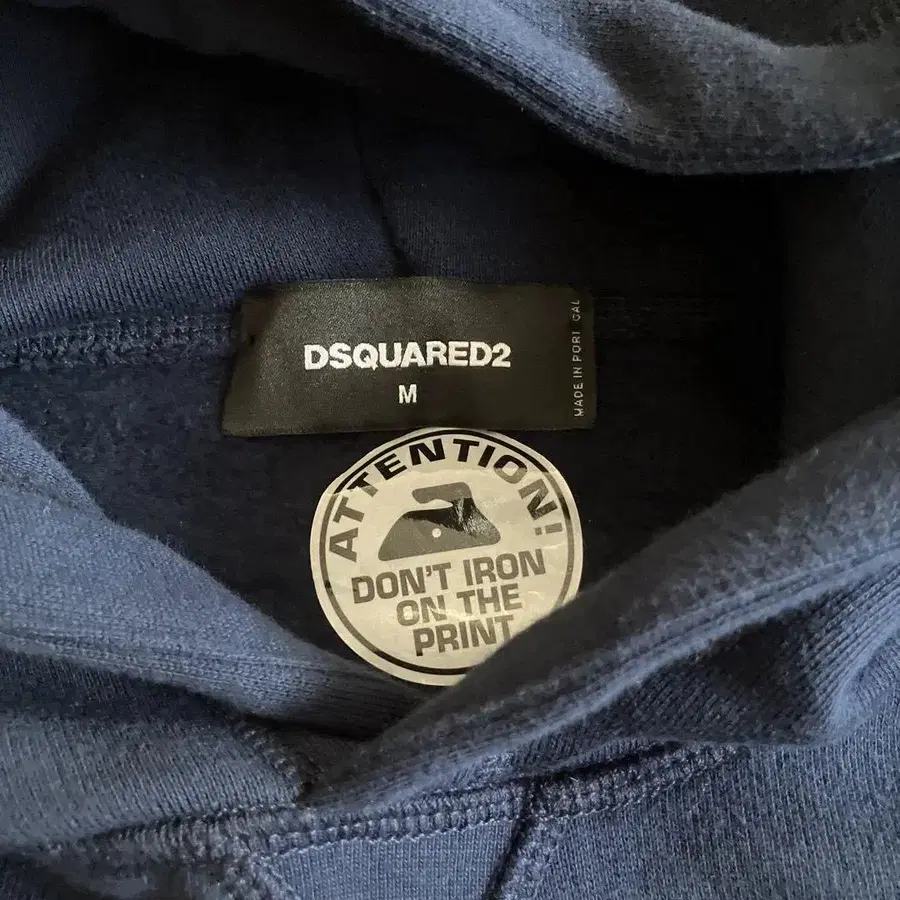 DSQUARED2
M
MADE IN PORTUGAL
ATTENTION!
DON'T IRON
ON THE
PRINT